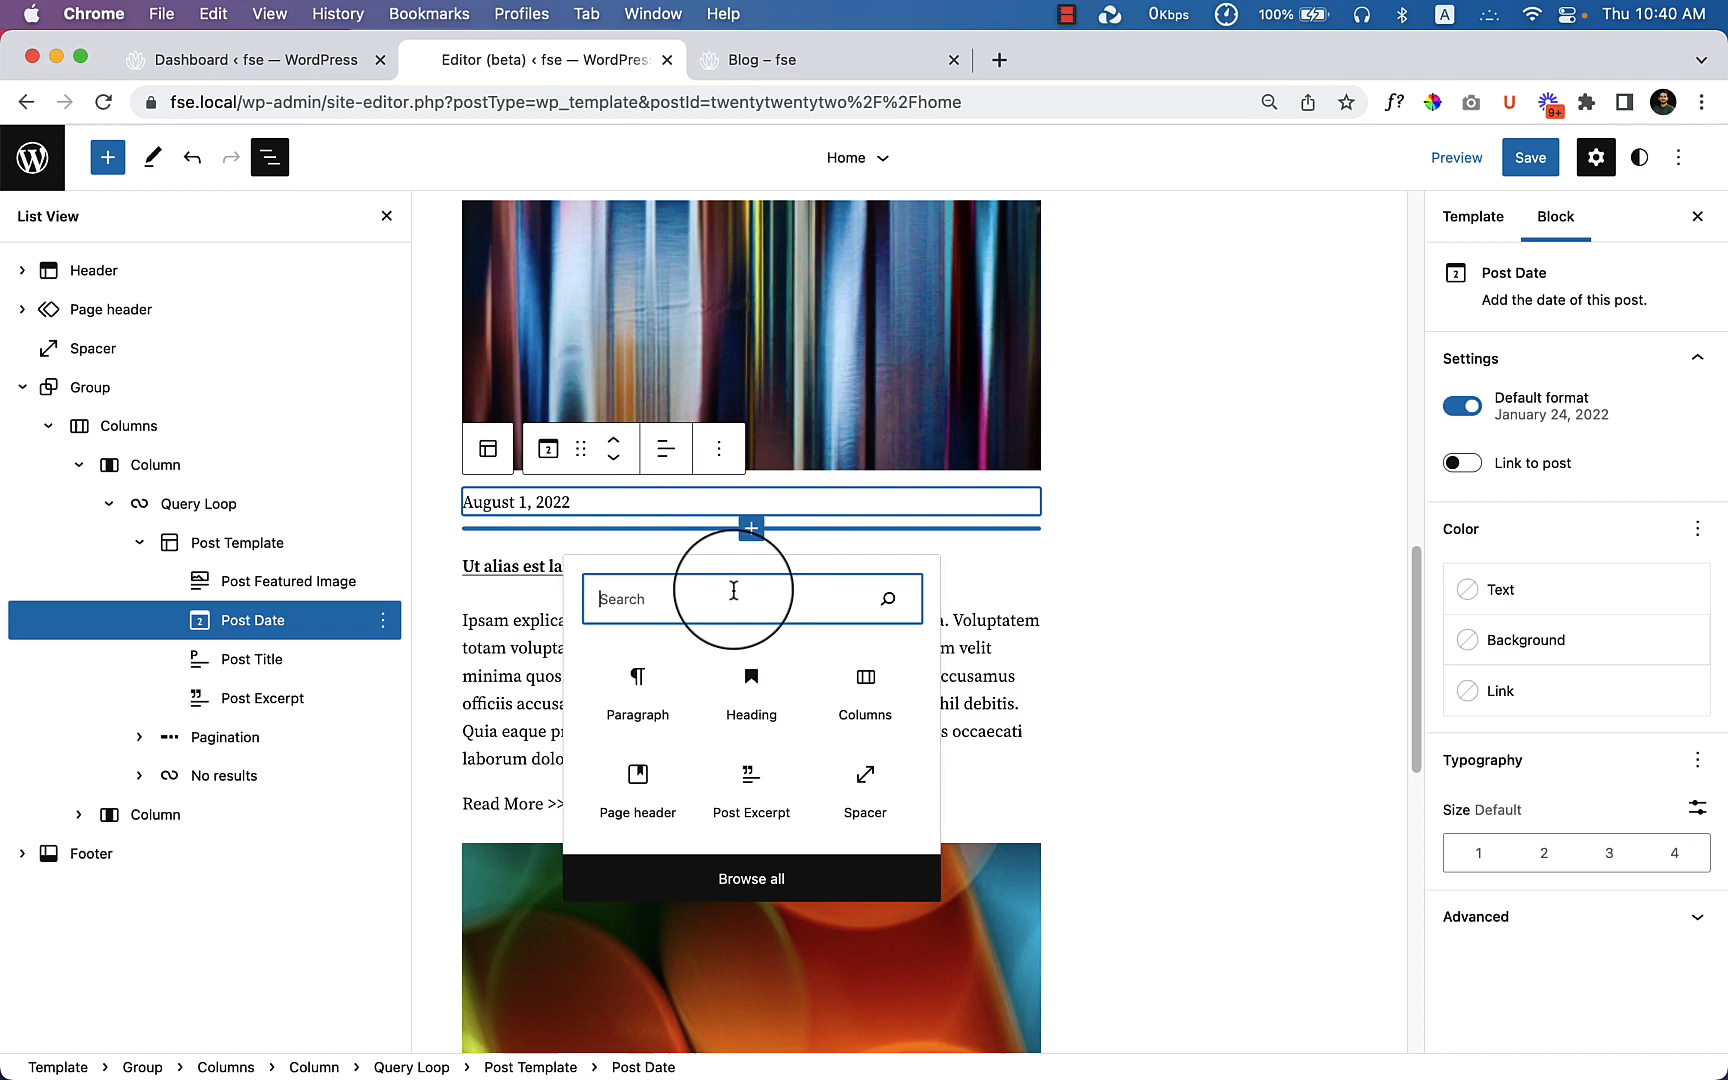 Chrome File Edit View History Bookmarks Profiles Tab Window Help 0Kbps 100% A Thu 10:40 AM
Dashboard ‹ fse — WordPress Editor (beta) ‹ fse — WordPres Blog – fse
fse.local/wp-admin/site-editor.php?postType=wp_template&postId=twentytwentytwo%2F%2Fhome f? U 9+
Home Preview Save
List View
Header
Page header
Spacer
Group
Columns
Column
Query Loop
Post Template
Post Featured Image
2 Post Date
Post Title
Post Excerpt
Pagination
No results
Column
Footer
2
August 1, 2022
Ut alias est la
Search
Ipsam explica a. Voluptatem
totam volupta m velit
minima quos ccusamus
officiis accusa hil debitis.
Quia eaque p s occaecati
laborum dolo
Read More >>
Paragraph Heading Columns
Page header Post Excerpt Spacer
Browse all
Template Block
2 Post Date
Add the date of this post.
Settings
Default format
January 24, 2022
Link to post
Color
Text
Background
Link
Typography
Size Default
1 2 3 4
Advanced
Template › Group › Columns › Column › Query Loop › Post Template › Post Date